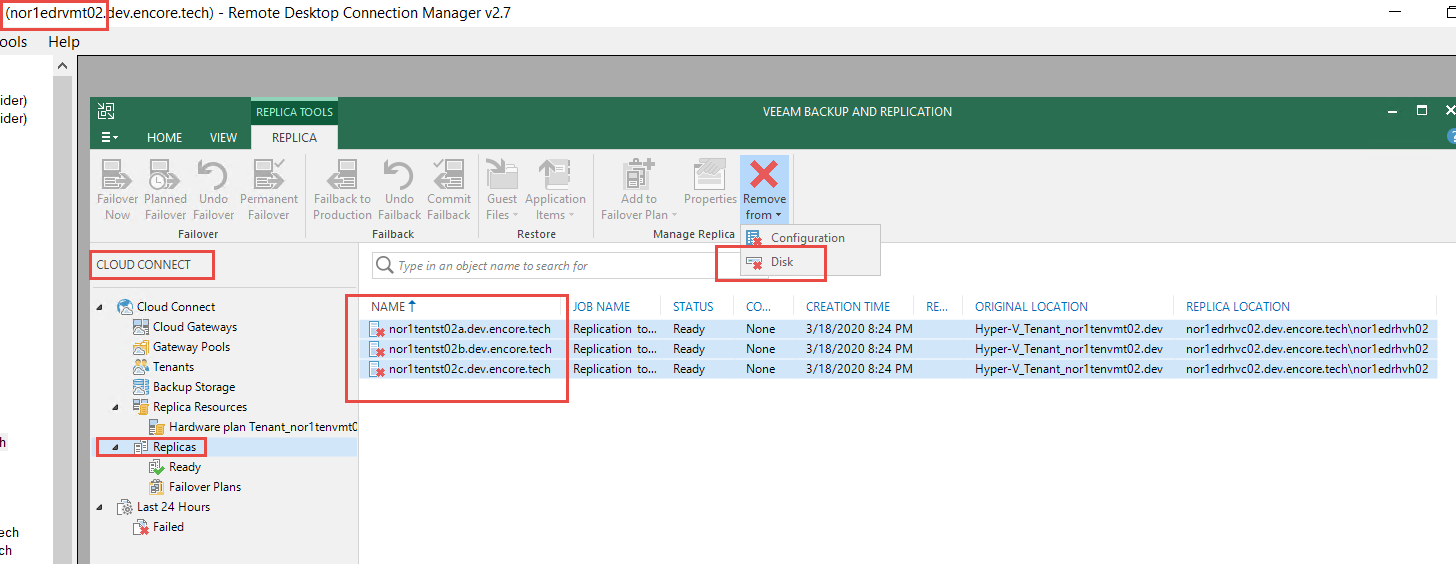 (nor1edrvmt02.dev.encore.tech) - Remote Desktop Connection Manager v2.7
ools Help
ider)
ider)
h
ech
ch
REPLICA TOOLS
VEEAM BACKUP AND REPLICATION
HOME VIEW REPLICA
Failover Now
Planned Failover
Undo Failover
Permanent Failover
Failover
Failback to Production
Undo Failback
Commit Failback
Failback
Guest Files
Application Items
Restore
Add to Failover Plan
Properties
Remove from
Manage Replica
Configuration
Disk
CLOUD CONNECT
Type in an object name to search for
Cloud Connect
Cloud Gateways
Gateway Pools
Tenants
Backup Storage
Replica Resources
Hardware plan Tenant_nor1tenvmt0
Replicas
Ready
Failover Plans
Last 24 Hours
Failed
NAME JOB NAME STATUS CO... CREATION TIME RE... ORIGINAL LOCATION REPLICA LOCATION
nor1tentst02a.dev.encore.tech Replication to... Ready None 3/18/2020 8:24 PM Hyper-V_Tenant_nor1tenvmt02.dev nor1edrhvc02.dev.encore.tech\nor1edrhvh02
nor1tentst02b.dev.encore.tech Replication to... Ready None 3/18/2020 8:24 PM Hyper-V_Tenant_nor1tenvmt02.dev nor1edrhvc02.dev.encore.tech\nor1edrhvh02
nor1tentst02c.dev.encore.tech Replication to... Ready None 3/18/2020 8:24 PM Hyper-V_Tenant_nor1tenvmt02.dev nor1edrhvc02.dev.encore.tech\nor1edrhvh02